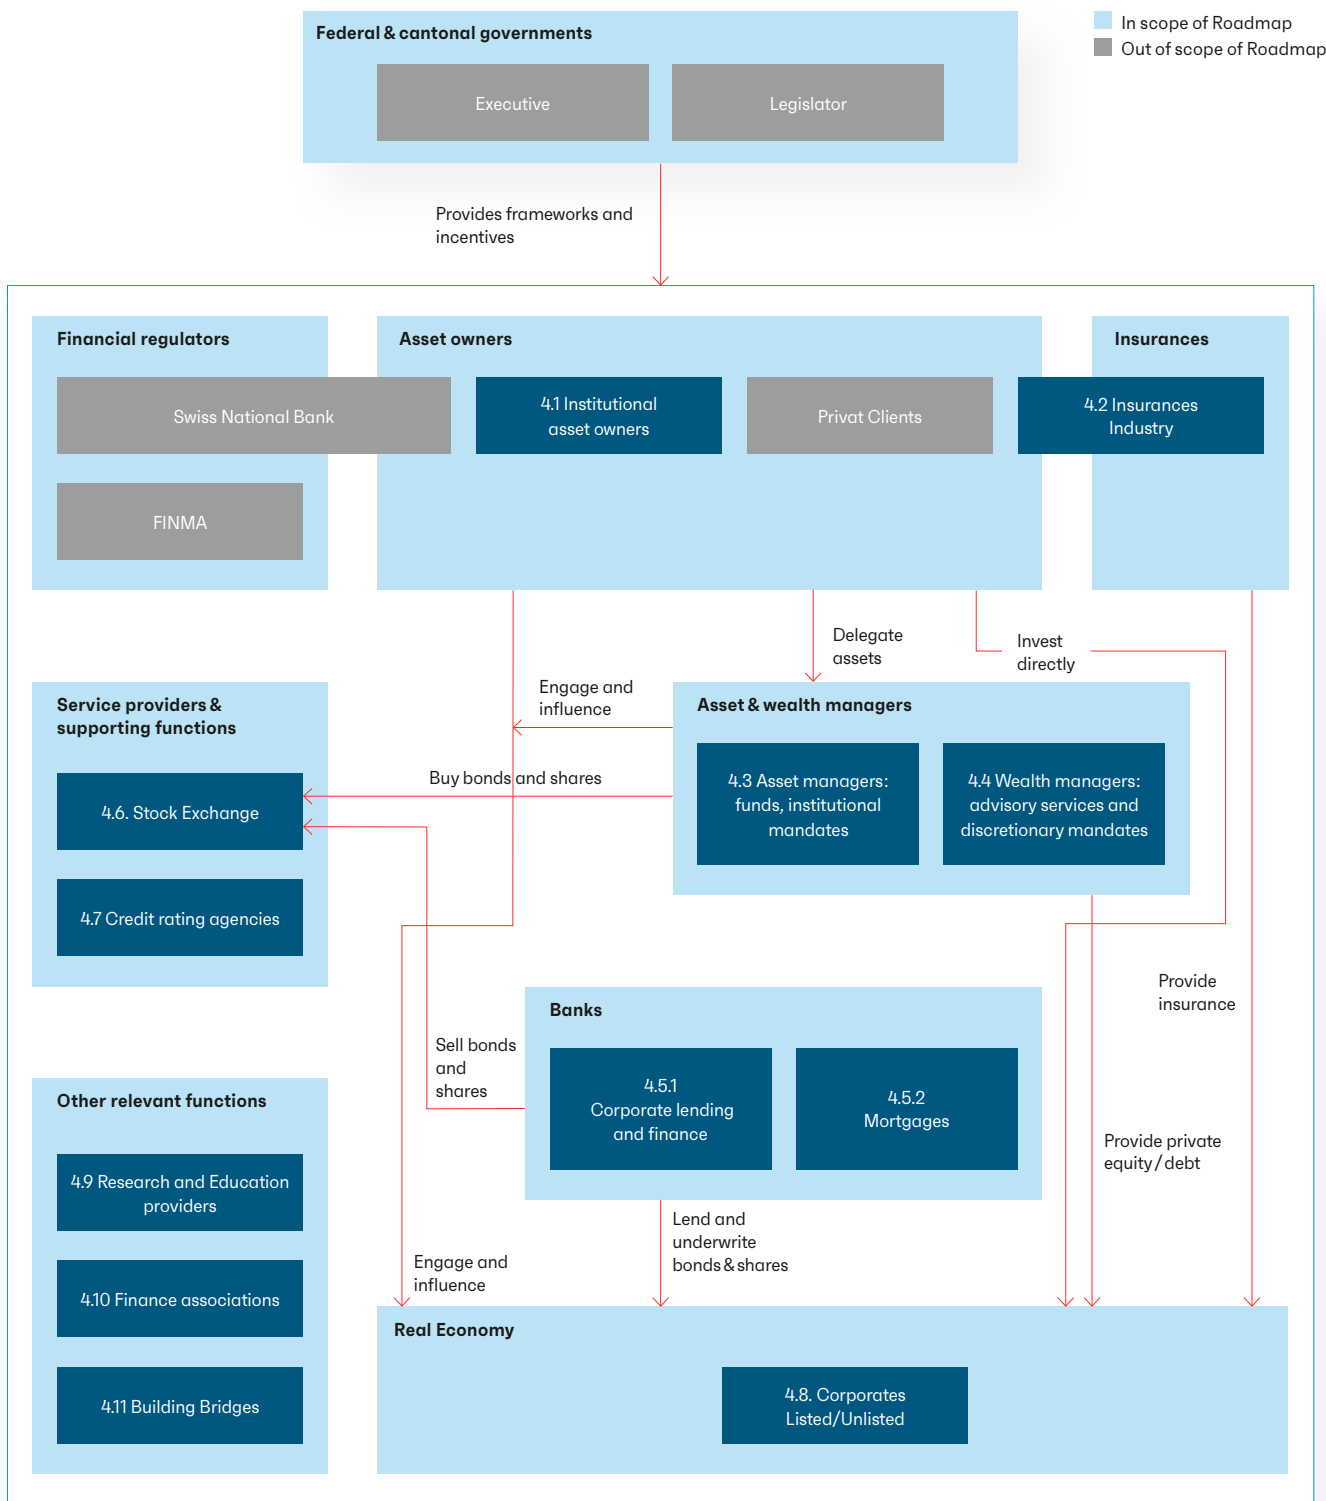 Federal & cantonal governments
In scope of Roadmap
Out of scope of Roadmap
Executive
Legislator
Provides frameworks and
incentives
Financial regulators
Asset owners
Insurances
Swiss National Bank
4.1 Institutional
asset owners
Privat Clients
4.2 Insurances
Industry
FINMA
Delegate
assets
Invest
directly
Engage and
influence
Service providers &
supporting functions
Asset & wealth managers
Buy bonds and shares
4.6. Stock Exchange
4.3 Asset managers:
funds, institutional
mandates
4.4 Wealth managers:
advisory services and
discretionary mandates
4.7 Credit rating agencies
Provide
insurance
Banks
Sell bonds
and
shares
4.5.1
Corporate lending
and finance
4.5.2
Mortgages
Other relevant functions
Provide private
equity / debt
4.9 Research and Education
providers
Lend and
underwrite
bonds & shares
Engage and
influence
4.10 Finance associations
Real Economy
4.11 Building Bridges
4.8. Corporates
Listed/Unlisted